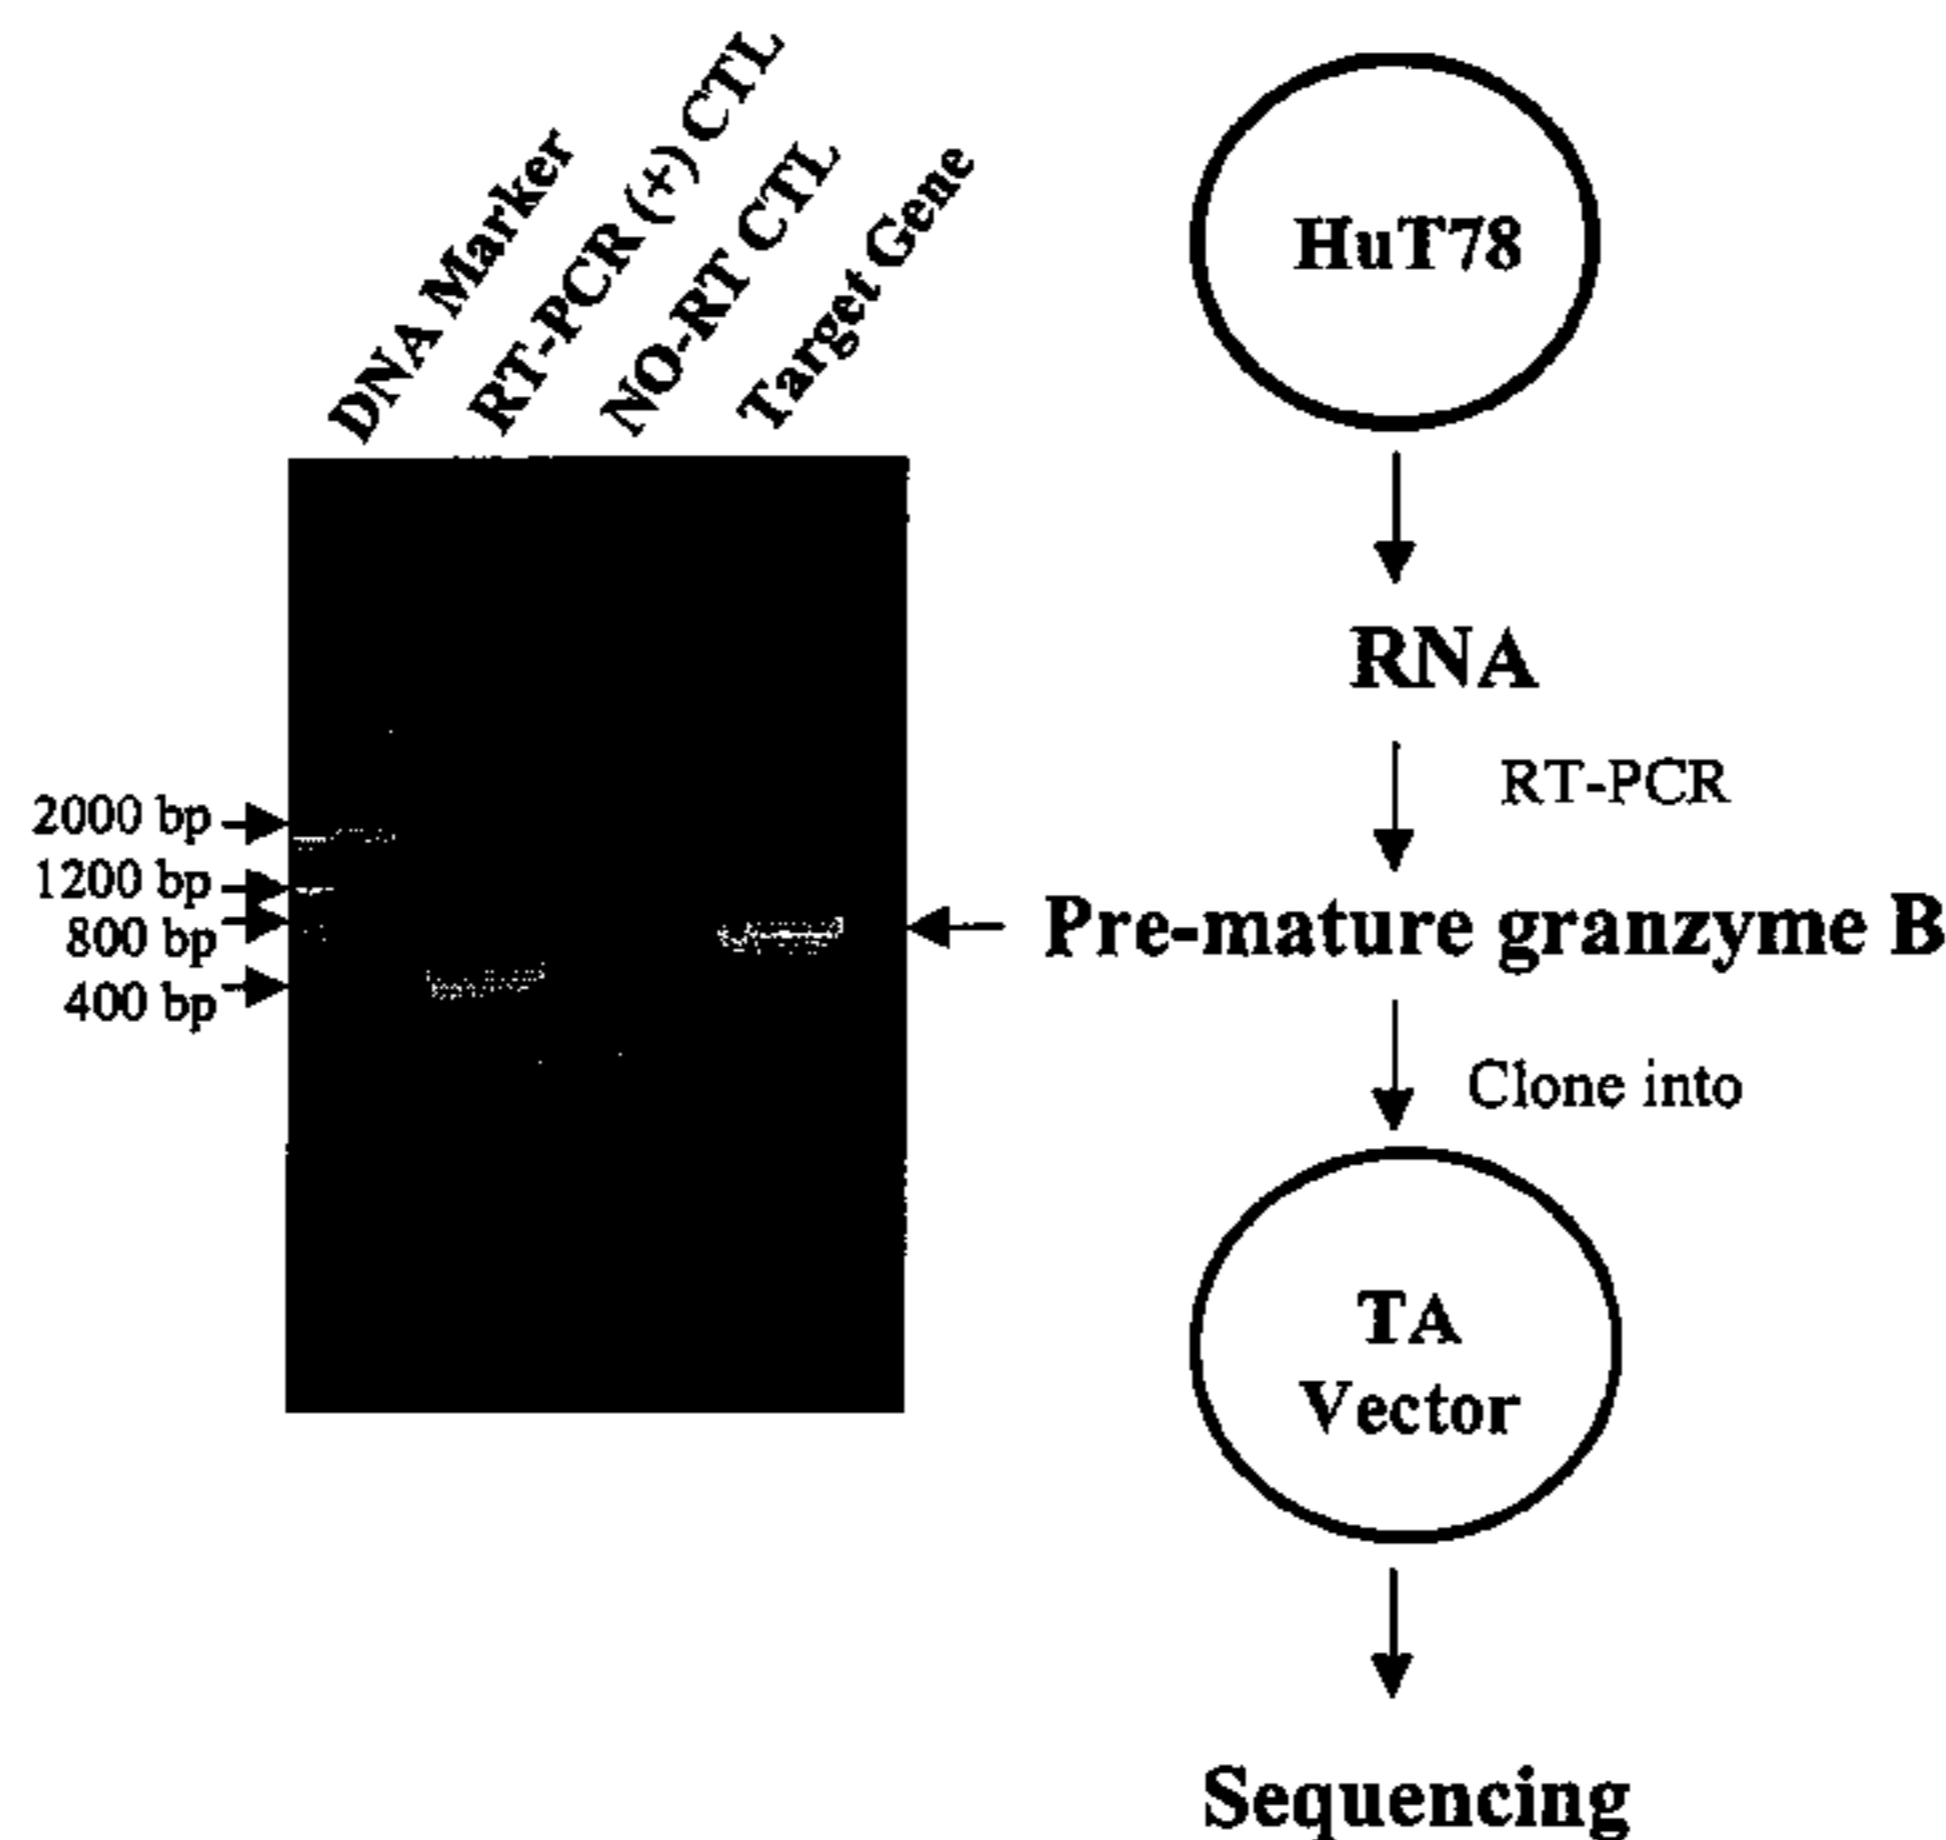 DNA Marker
RT-PCR (+) CTL
NO-RT CTL
Target Gene
2000 bp
1200 bp
800 bp
400 bp
HuT78
RNA
RT-PCR
Pre-mature granzyme B
Clone into
TA
Vector
Sequencing